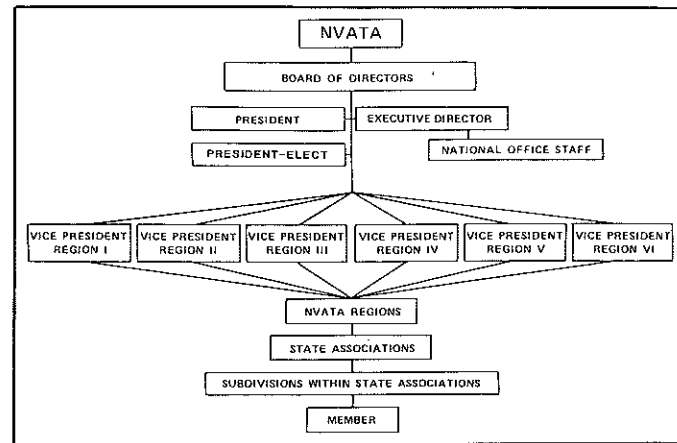 NVATA
BOARD OF DIRECTORS
PRESIDENT
EXECUTIVE DIRECTOR
PRESIDENT-ELECT
NATIONAL OFFICE STAFF
VICE PRESIDENT
REGION I
VICE PRESIDENT
REGION II
VICE PRESIDENT
REGION III
VICE PRESIDENT
REGION IV
VICE PRESIDENT
REGION V
VICE PRESIDENT
REGION VI
NVATA REGIONS
STATE ASSOCIATIONS
SUBDIVISIONS WITHIN STATE ASSOCIATIONS
MEMBER